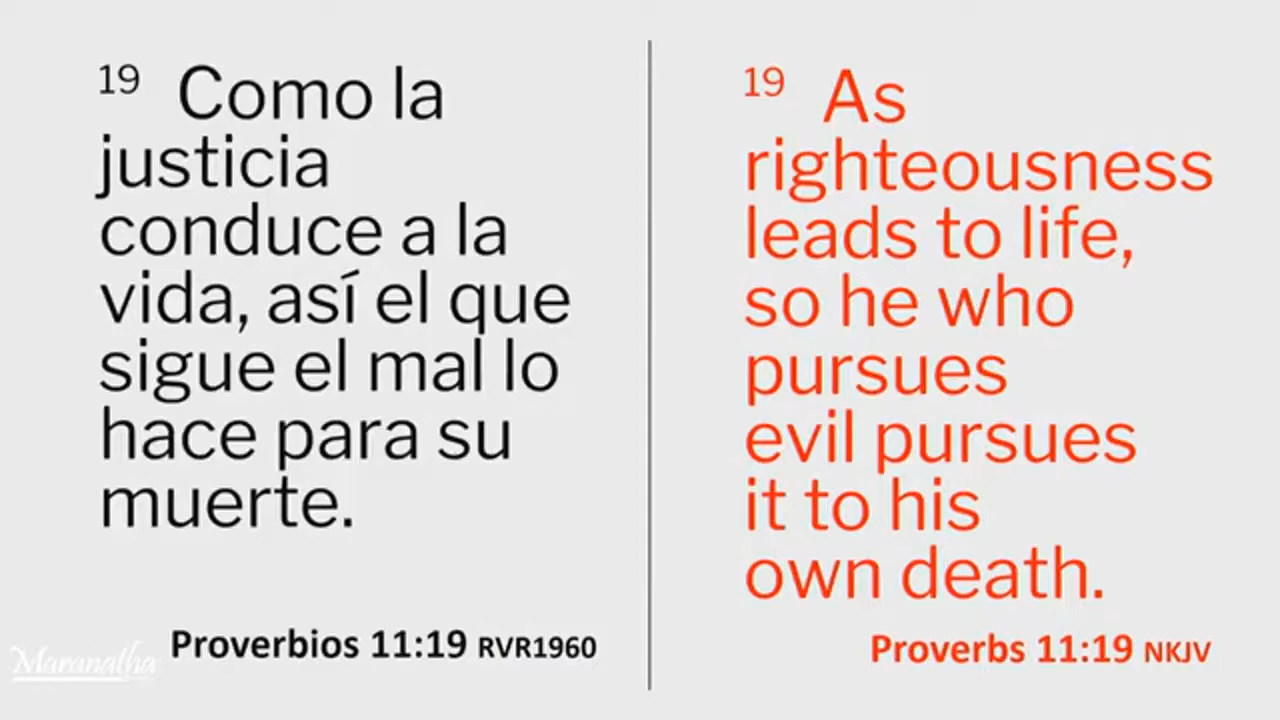 19 Como la
justicia
conduce a la
vida, así el que
sigue el mal lo
hace para su
muerte.
Proverbios 11:19 RVR1960
Maranatha
19 As
righteousness
leads to life,
so he who
pursues
evil pursues
it to his
own death.
Proverbs 11:19 NKJV